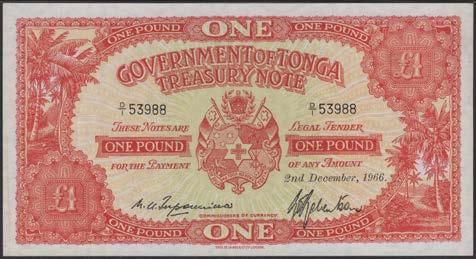 ONE
ONE POUND ONE POUND
GOVERNMENT OF TONGA
TREASURY NOTE
£1
D/1 53988 D/1 53988
THESE NOTES ARE LEGAL TENDER
ONE POUND ONE POUND
FOR THE PAYMENT OF ANY AMOUNT
2nd December, 1966.
£1
COMMISSIONERS OF CURRENCY.
ONE POUND ONE POUND
ONE